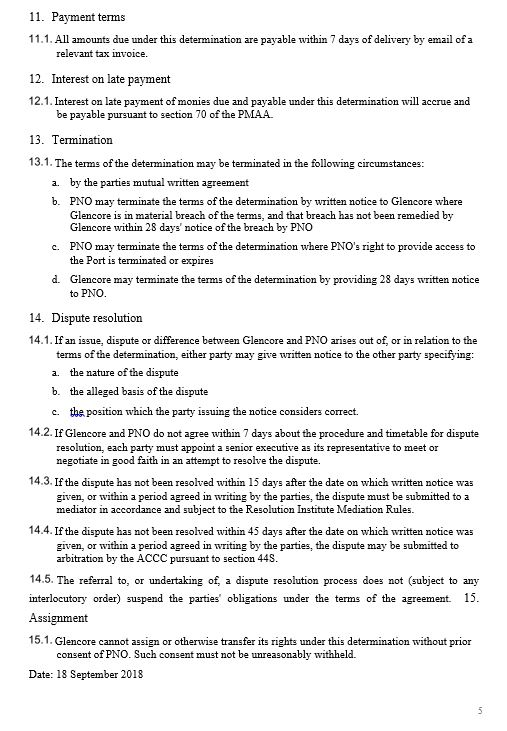 11. Payment terms
11.1. All amounts due under this determination are payable within 7 days of delivery by email of a
relevant tax invoice.
12. Interest on late payment
12.1. Interest on late payment of monies due and payable under this determination will accrue and
be payable pursuant to section 70 of the PMAA.
13. Termination
13.1. The terms of the determination may be terminated in the following circumstances:
a. by the parties mutual written agreement
b. PNO may terminate the terms of the determination by written notice to Glencore where
Glencore is in material breach of the terms, and that breach has not been remedied by
Glencore within 28 days' notice of the breach by PNO
c. PNO may terminate the terms of the determination where PNO's right to provide access to
the Port is terminated or expires
d. Glencore may terminate the terms of the determination by providing 28 days written notice
to PNO.
14. Dispute resolution
14.1. If an issue, dispute or difference between Glencore and PNO arises out of, or in relation to the
terms of the determination, either party may give written notice to the other party specifying:
a. the nature of the dispute
b. the alleged basis of the dispute
c. the position which the party issuing the notice considers correct.
14.2. If Glencore and PNO do not agree within 7 days about the procedure and timetable for dispute
resolution, each party must appoint a senior executive as its representative to meet or
negotiate in good faith in an attempt to resolve the dispute.
14.3. If the dispute has not been resolved within 15 days after the date on which written notice was
given, or within a period agreed in writing by the parties, the dispute must be submitted to a
mediator in accordance and subject to the Resolution Institute Mediation Rules.
14.4. If the dispute has not been resolved within 45 days after the date on which written notice was
given, or within a period agreed in writing by the parties, the dispute may be submitted to
arbitration by the ACCC pursuant to section 44S.
14.5. The referral to, or undertaking of, a dispute resolution process does not (subject to any
interlocutory order) suspend the parties' obligations under the terms of the agreement. 15.
Assignment
15.1. Glencore cannot assign or otherwise transfer its rights under this determination without prior
consent of PNO. Such consent must not be unreasonably withheld.
Date: 18 September 2018
5